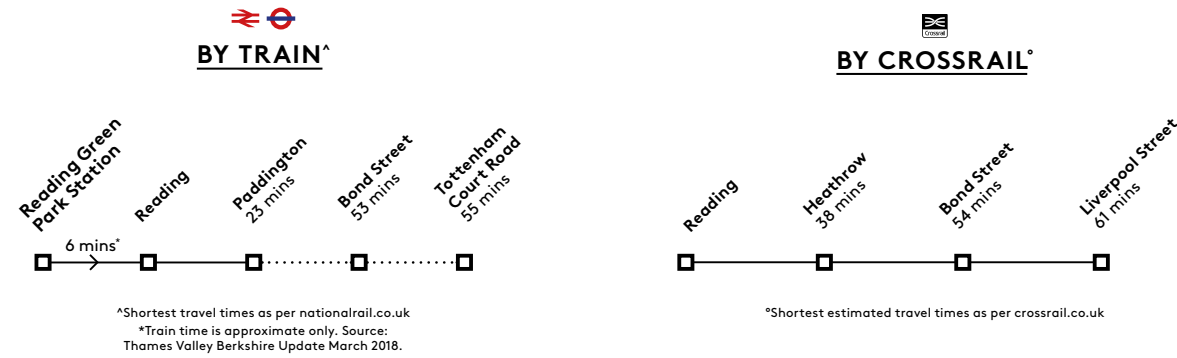 BY TRAIN^
Reading Green
Park Station
Reading
Paddington
23 mins
Bond Street
53 mins
Tottenham
Court Road
55 mins
6 mins*
^Shortest travel times as per nationalrail.co.uk
*Train time is approximate only. Source:
Thames Valley Berkshire Update March 2018.
Crossrail
BY CROSSRAIL°
Reading
Heathrow
38 mins
Bond Street
54 mins
Liverpool Street
61 mins
°Shortest estimated travel times as per crossrail.co.uk